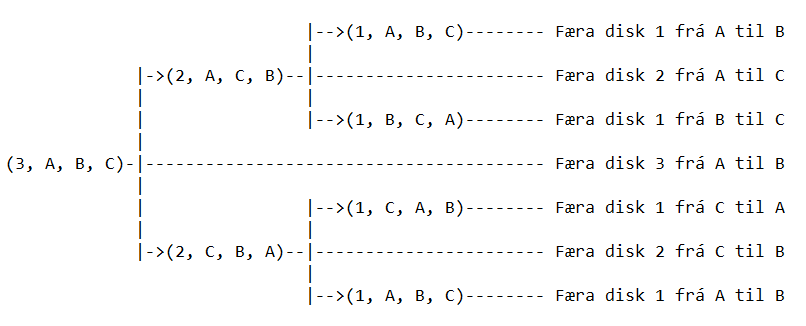 |-->(1, A, B, C)-------- Færa disk 1 frá A til B
|->(2, A, C, B)--|------------------------ Færa disk 2 frá A til C
|-->(1, B, C, A)-------- Færa disk 1 frá B til C
(3, A, B, C)-|----------------------------------------- Færa disk 3 frá A til B
|-->(1, C, A, B)-------- Færa disk 1 frá C til A
|->(2, C, B, A)--|------------------------ Færa disk 2 frá C til B
|-->(1, A, B, C)-------- Færa disk 1 frá A til B